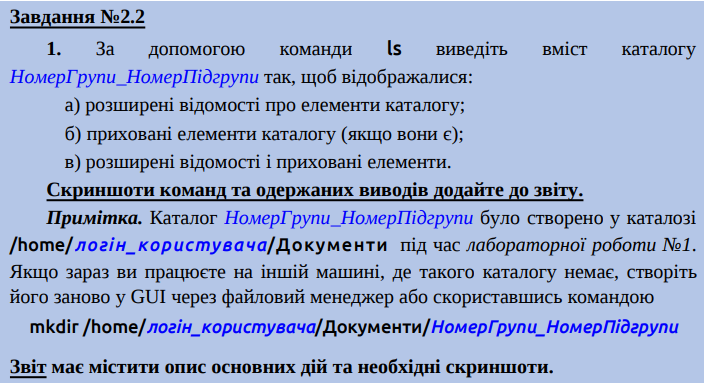 Завдання №2.2
1. За допомогою команди ls виведіть вміст каталогу
НомерГрупи_НомерПідгрупи так, щоб відображалися:
а) розширені відомості про елементи каталогу;
б) приховані елементи каталогу (якщо вони є);
в) розширені відомості і приховані елементи.
Скриншоти команд та одержаних виводів додайте до звіту.
Примітка. Каталог НомерГрупи_НомерПідгрупи було створено у каталозі
/home/логін_користувача/Документи під час лабораторної роботи №1.
Якщо зараз ви працюєте на іншій машині, де такого каталогу немає, створіть
його заново у GUI через файловий менеджер або скориставшись командою
mkdir /home/логін_користувача/Документи/НомерГрупи_НомерПідгрупи
Звіт має містити опис основних дій та необхідні скриншоти.